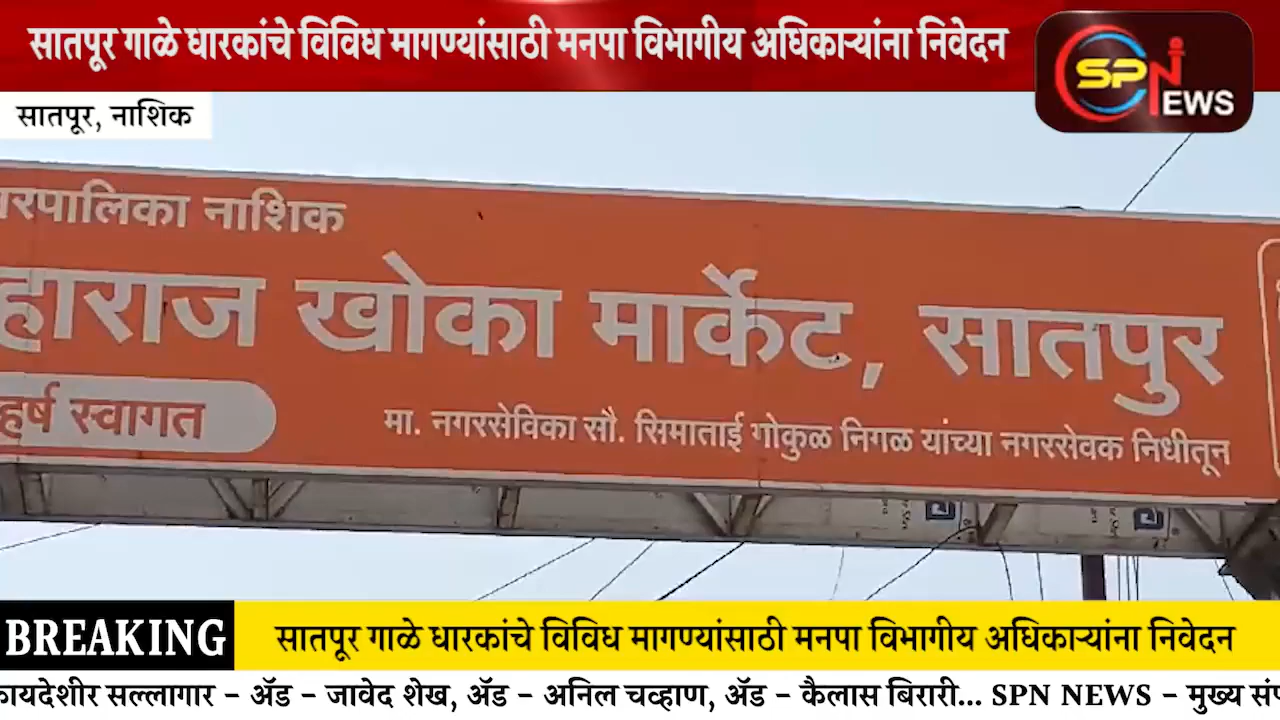 सातपूर गाळे धारकांचे विविध मागण्यांसाठी मनपा विभागीय अधिकाऱ्यांना निवेदन
SPN NEWS
सातपूर, नाशिक
रपालिका नाशिक
हाराज खोका मार्केट, सातपुर
हर्ष स्वागत
मा. नगरसेविका सौ. सिमाताई गोकुळ निगळ यांच्या नगरसेवक निधीतून
BREAKING
सातपूर गाळे धारकांचे विविध मागण्यांसाठी मनपा विभागीय अधिकाऱ्यांना निवेदन
कायदेशीर सल्लागार - ॲड - जावेद शेख, ॲड - अनिल चव्हाण, ॲड - कैलास बिरारी... SPN NEWS - मुख्य संप